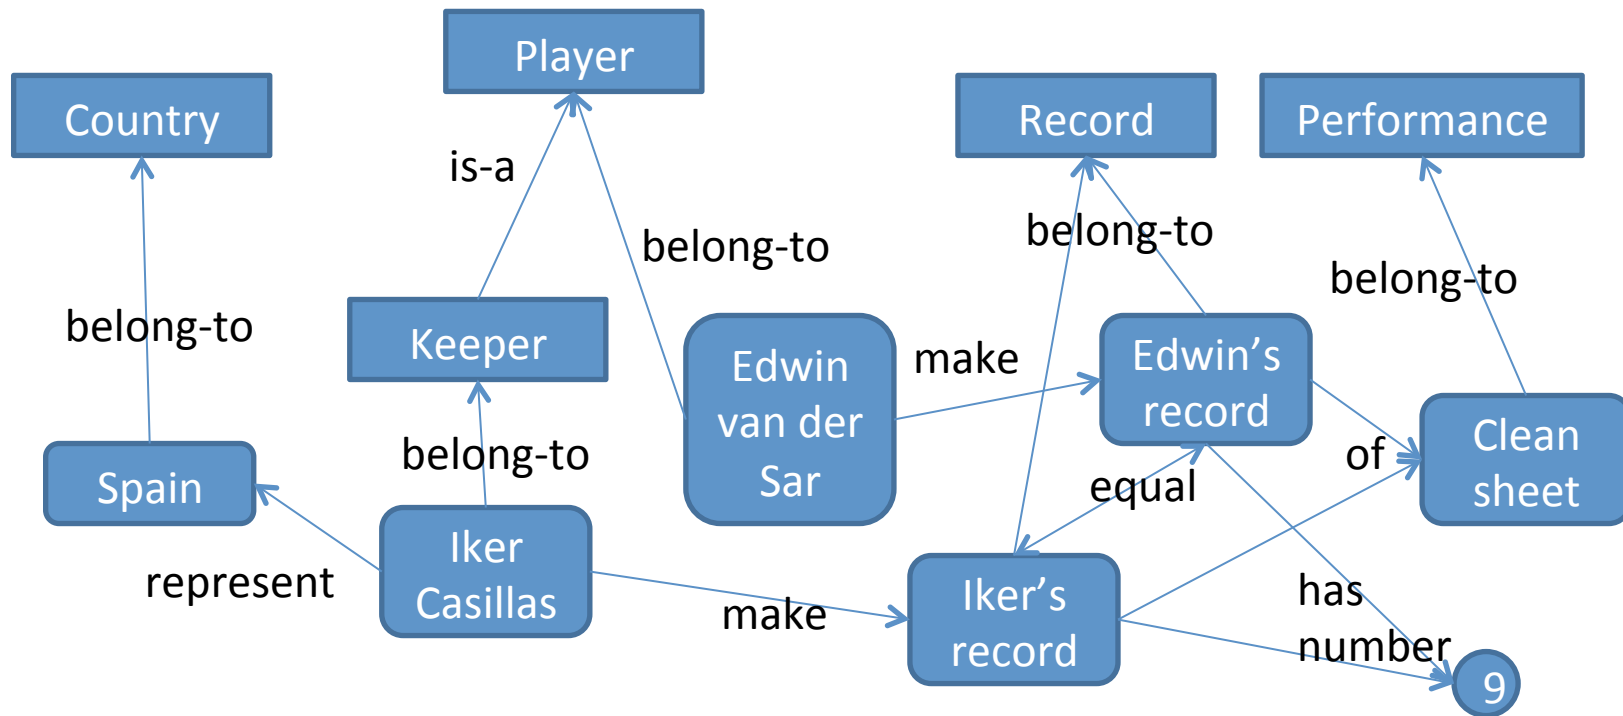 Player
Country
Record
Performance
is-a
belong-to
belong-to
belong-to
belong-to
Keeper
Edwin
van der
Sar
make
Edwin’s
record
Clean
sheet
of
belong-to
Spain
equal
Iker
Casillas
represent
make
Iker’s
record
has
number
9